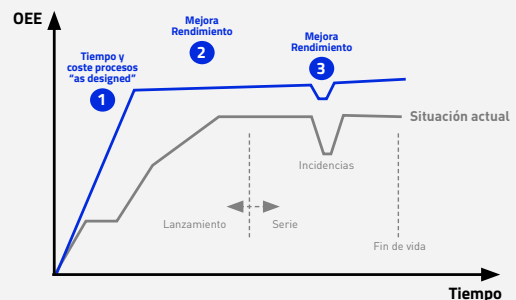 OEE
Mejora
Rendimiento
2
Tiempo y
coste procesos
“as designed”
1
Mejora
Rendimiento
3
Situación actual
Incidencias
Lanzamiento
Serie
Fin de vida
Tiempo